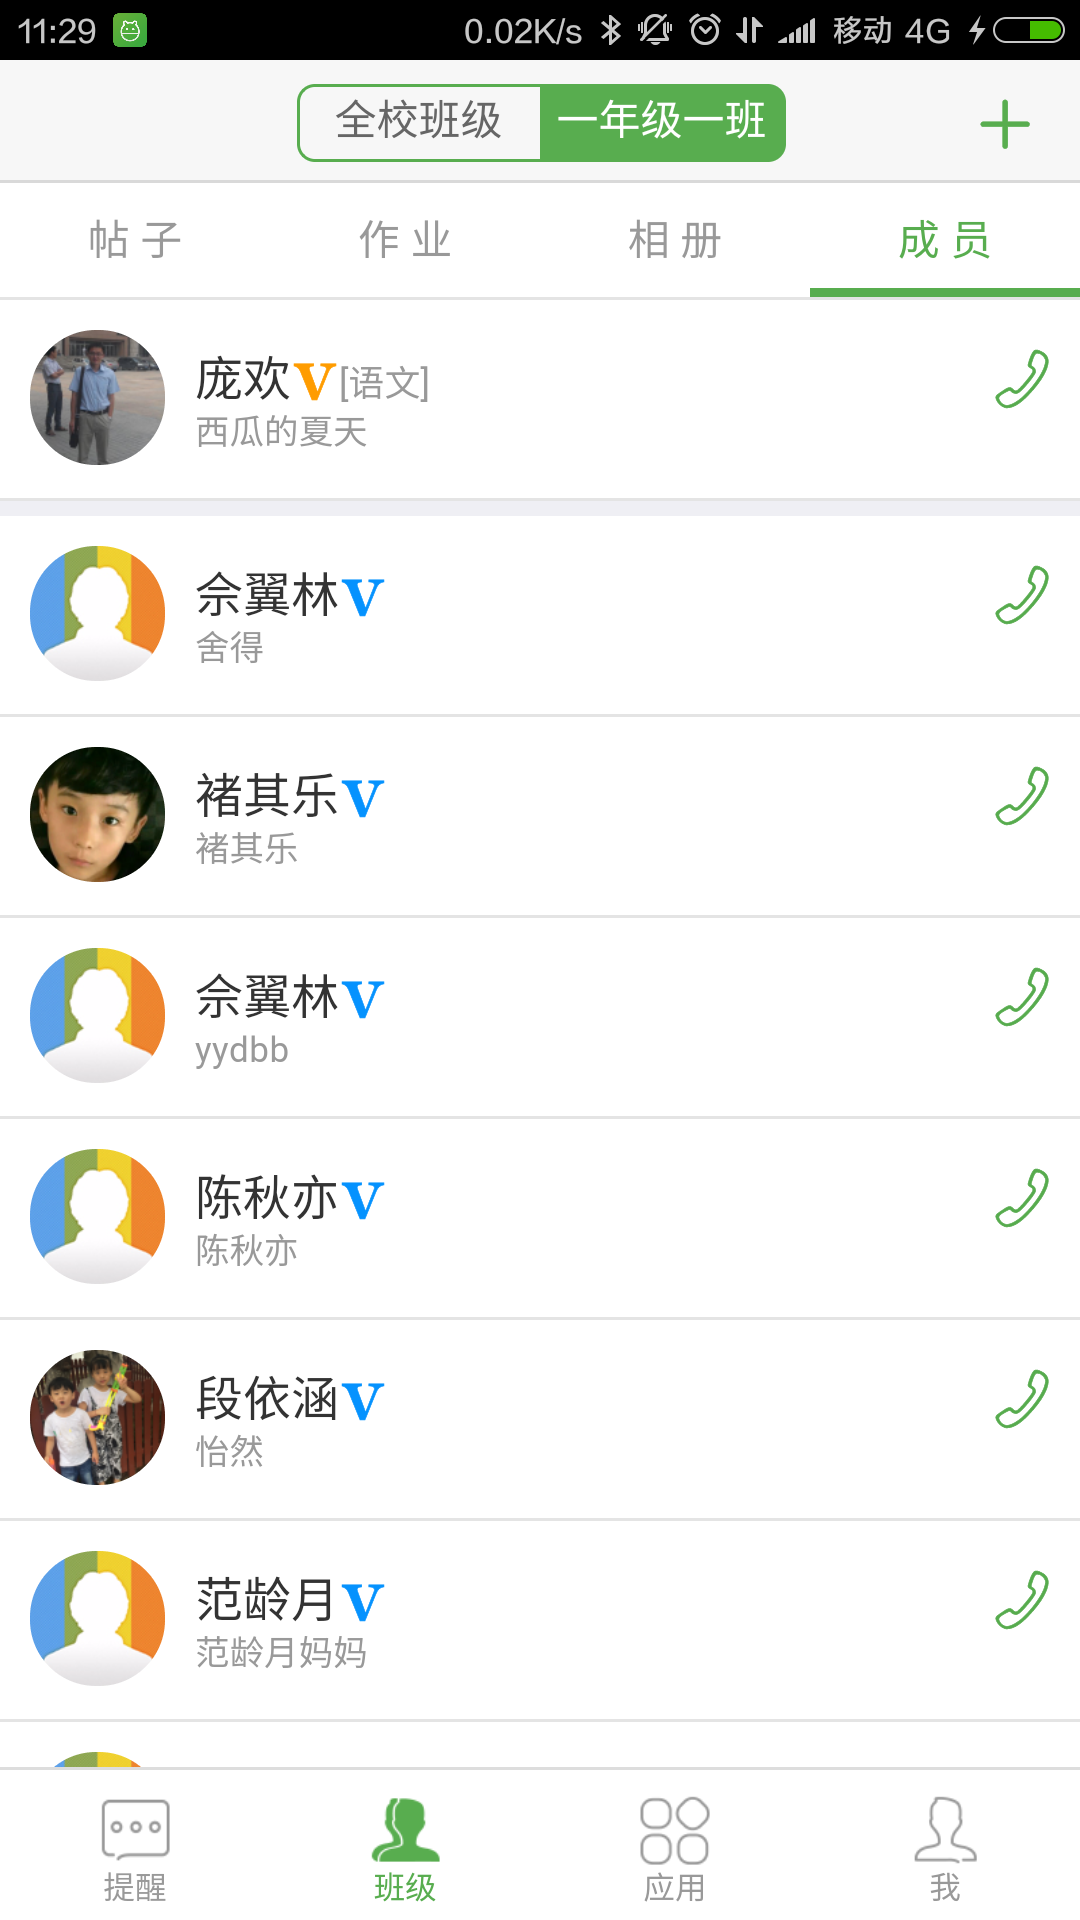 11:29 0.02K/s 移动 4G
全校班级 一年级一班
帖子 作业 相册 成员
庞欢V[语文]
西瓜的夏天
佘翼林V
舍得
褚其乐V
褚其乐
佘翼林V
yydbb
陈秋亦V
陈秋亦
段依涵V
怡然
范龄月V
范龄月妈妈
提醒 班级 应用 我